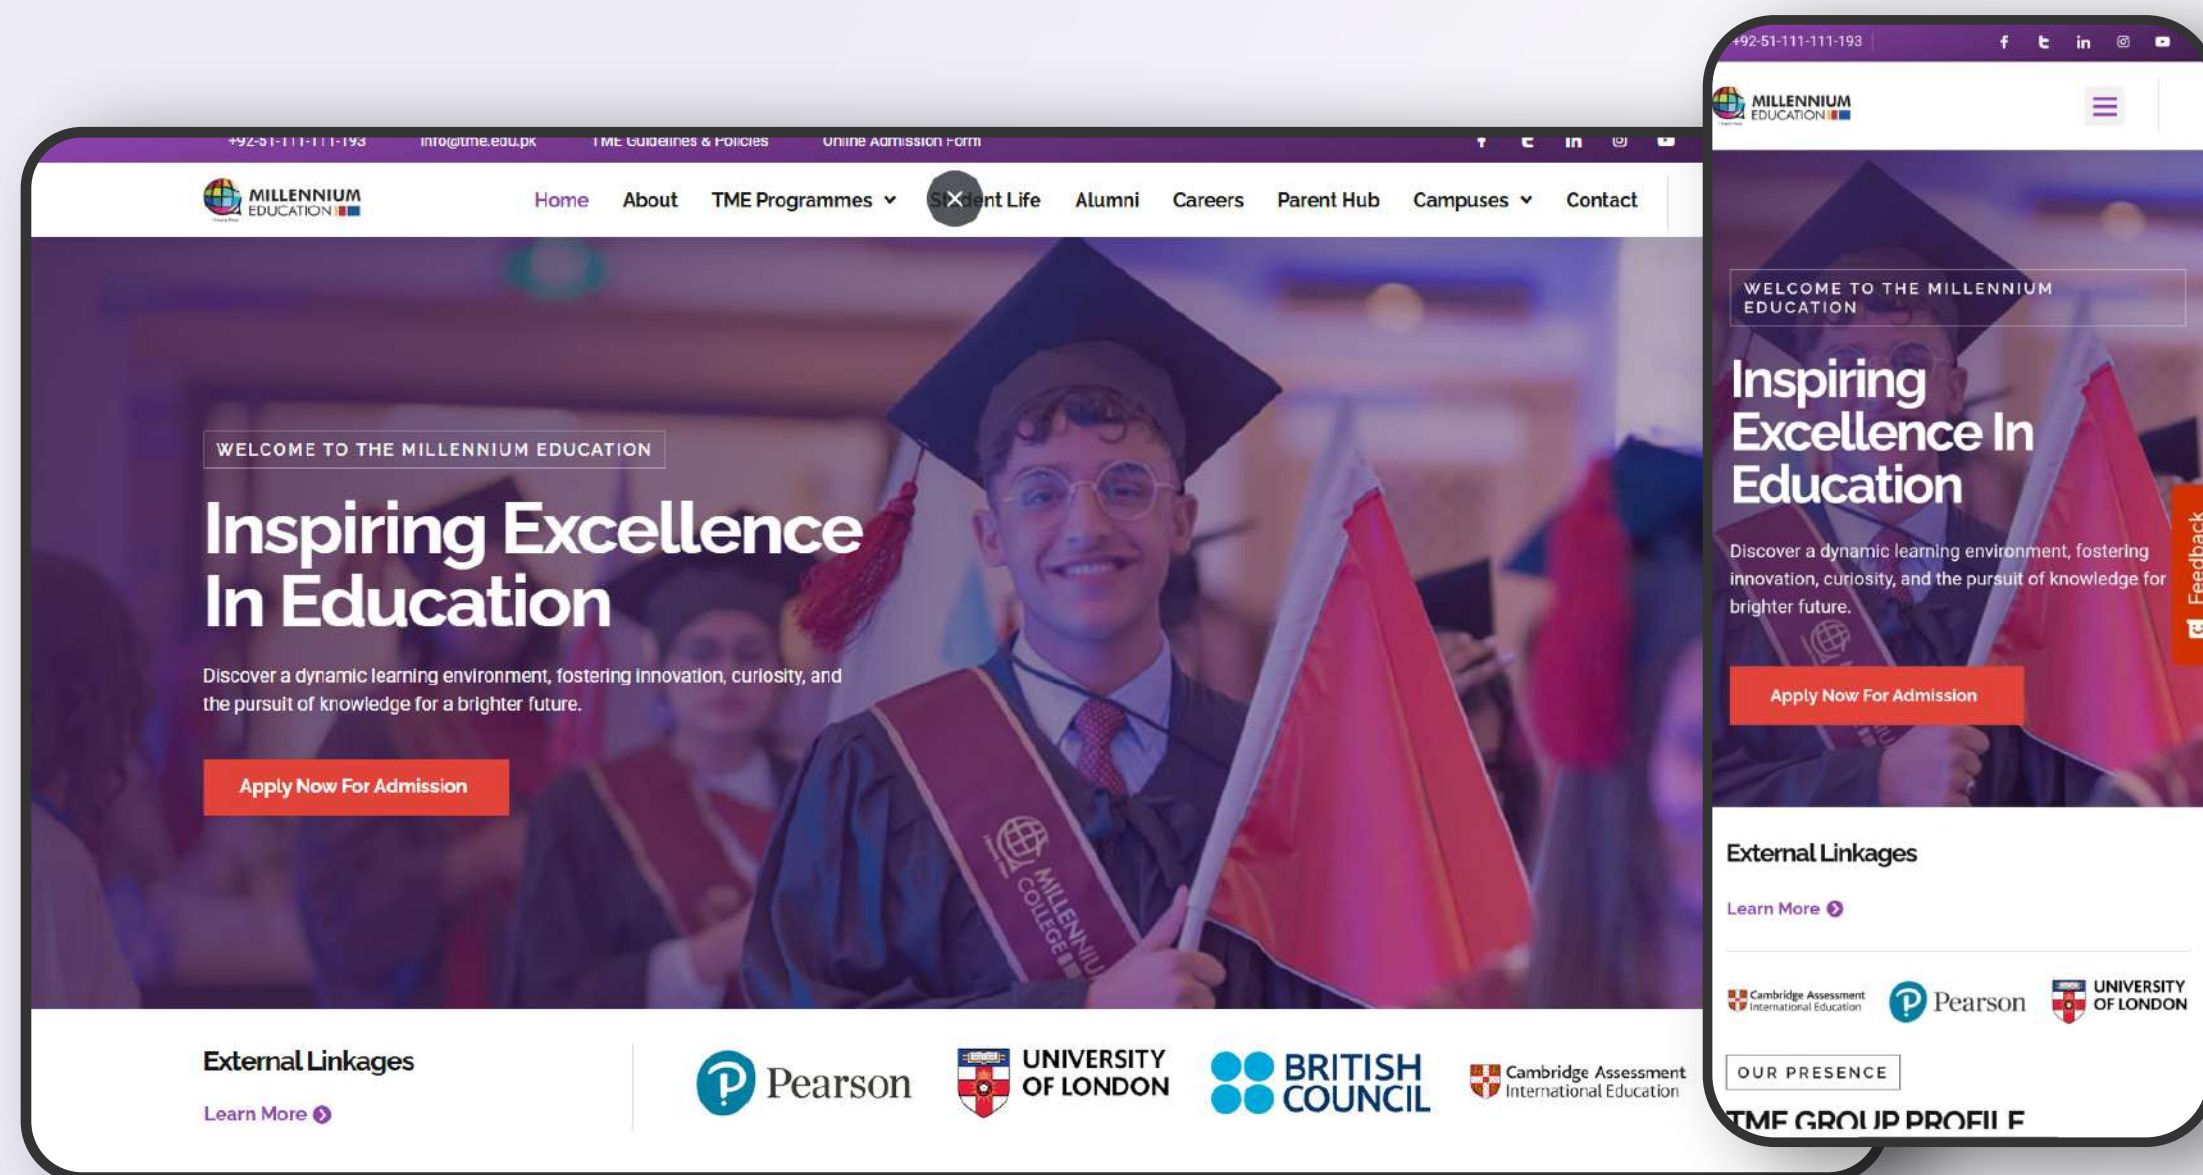 +92-51-111-111-193 info@tme.edu.pk TME Guidelines & Policies Online Admission Form
MILLENNIUM
EDUCATION
Home About TME Programmes Life Alumni Careers Parent Hub Campuses Contact
WELCOME TO THE MILLENNIUM EDUCATION
Inspiring Excellence
In Education
Discover a dynamic learning environment, fostering innovation, curiosity, and
the pursuit of knowledge for a brighter future.
Apply Now For Admission
MILLENNIUM
COLLEGE
External Linkages
Learn More
Pearson
UNIVERSITY
OF LONDON
BRITISH
COUNCIL
Cambridge Assessment
International Education
+92-51-111-111-193
MILLENNIUM
EDUCATION
WELCOME TO THE MILLENNIUM
EDUCATION
Inspiring
Excellence In
Education
Discover a dynamic learning environment, fostering
innovation, curiosity, and the pursuit of knowledge for
brighter future.
Feedback
Apply Now For Admission
External Linkages
Learn More
Cambridge Assessment
International Education
Pearson
UNIVERSITY
OF LONDON
OUR PRESENCE
TME GROUP PROFILE